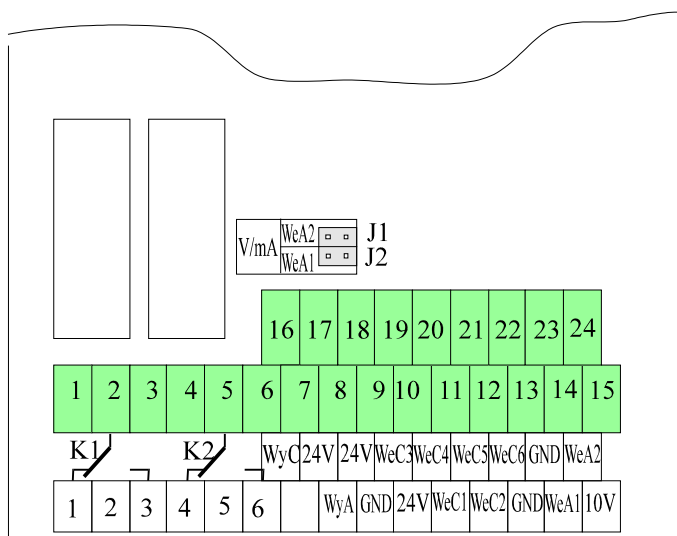 V/mA WeA2 J1
WeA1 J2
16 17 18 19 20 21 22 23 24
1 2 3 4 5 6 7 8 9 10 11 12 13 14 15
K1 K2 WyC 24V 24V WeC3 WeC4 WeC5 WeC6 GND WeA2
1 2 3 4 5 6 WyA GND 24V WeC1 WeC2 GND WeA1 10V